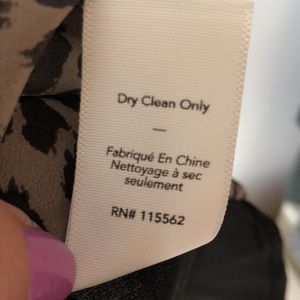 Dry Clean Only
—
Fabriqué En Chine
Nettoyage à sec
seulement
RN# 115562